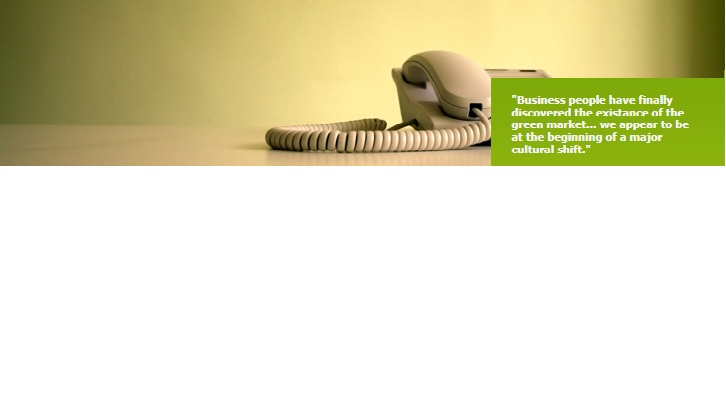 "Business people have finally
discovered the existance of the
green market... we appear to be
at the beginning of a major
cultural shift."